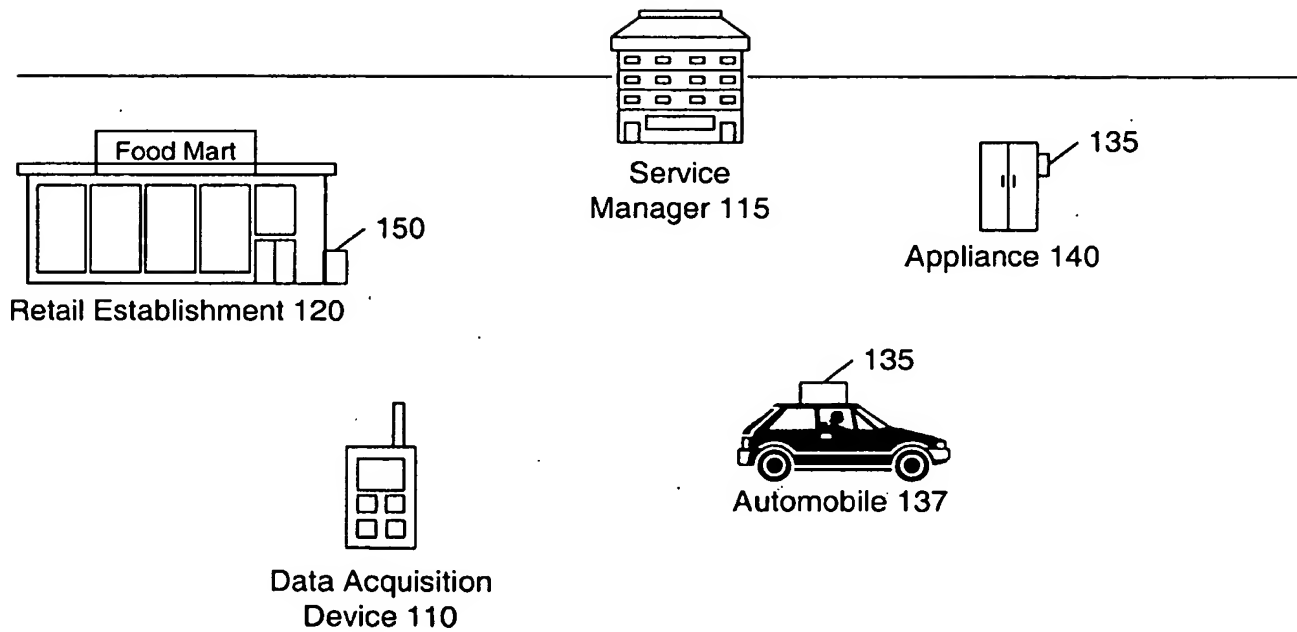 Food Mart
150
Retail Establishment 120
Service
Manager 115
135
Appliance 140
135
Automobile 137
Data Acquisition
Device 110